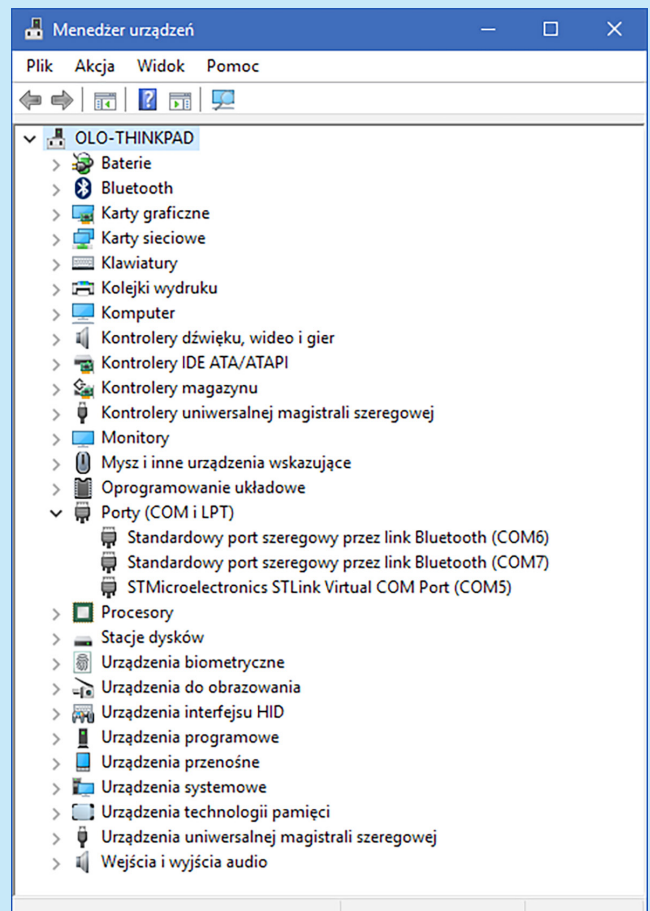 Menedżer urządzeń
Plik Akcja Widok Pomoc
OLO-THINKPAD
Baterie
Bluetooth
Karty graficzne
Karty sieciowe
Klawiatury
Kolejki wydruku
Komputer
Kontrolery dźwięku, wideo i gier
Kontrolery IDE ATA/ATAPI
Kontrolery magazynu
Kontrolery uniwersalnej magistrali szeregowej
Monitory
Mysz i inne urządzenia wskazujące
Oprogramowanie układowe
Porty (COM i LPT)
Standardowy port szeregowy przez link Bluetooth (COM6)
Standardowy port szeregowy przez link Bluetooth (COM7)
STMicroelectronics STLink Virtual COM Port (COM5)
Procesory
Stacje dysków
Urządzenia biometryczne
Urządzenia do obrazowania
Urządzenia interfejsu HID
Urządzenia programowe
Urządzenia przenośne
Urządzenia systemowe
Urządzenia technologii pamięci
Urządzenia uniwersalnej magistrali szeregowej
Wejścia i wyjścia audio